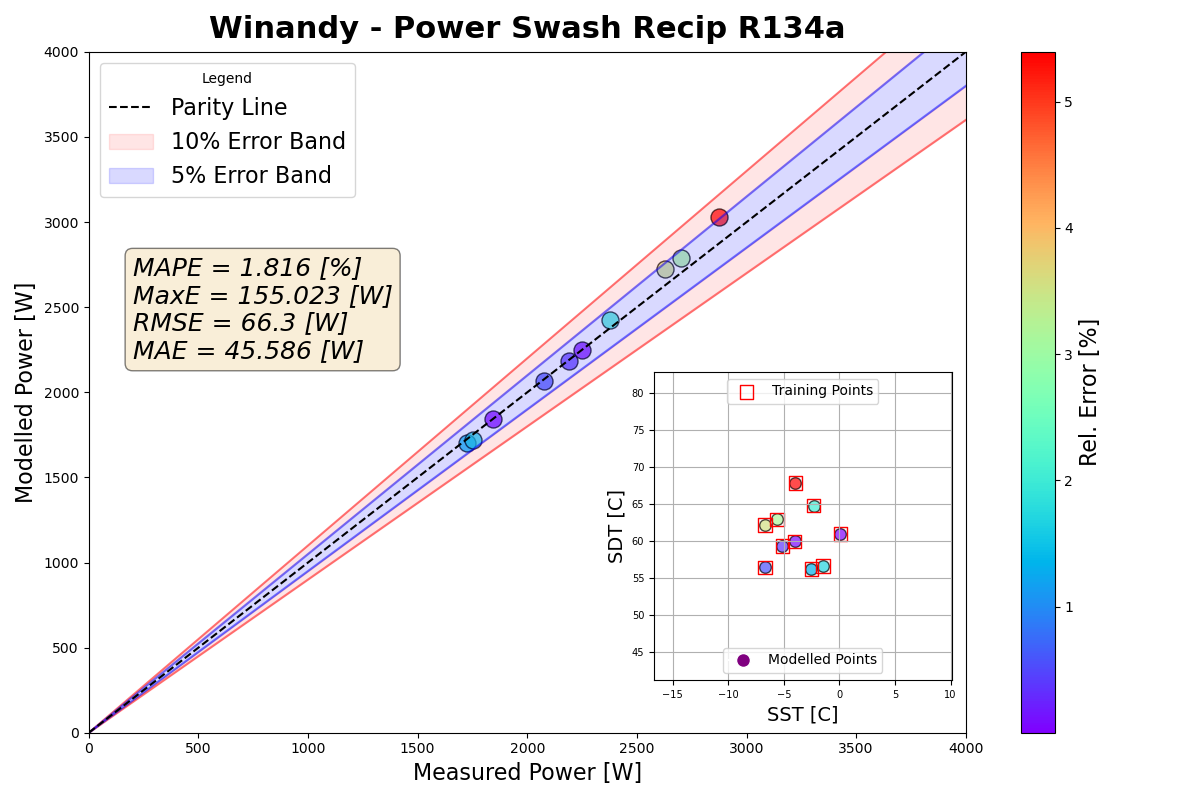 Winandy - Power Swash Recip R134a
Legend
Parity Line
10% Error Band
5% Error Band
MAPE = 1.816 [%]
MaxE = 155.023 [W]
RMSE = 66.3 [W]
MAE = 45.586 [W]
Modelled Power [W]
4000
3500
3000
2500
2000
1500
1000
500
0
0 500 1000 1500 2000 2500 3000 3500 4000
Measured Power [W]
Training Points
Modelled Points
SDT [C]
80
75
70
65
60
55
50
45
−15 −10 −5 0 5 10
SST [C]
5
4
3
2
1
Rel. Error [%]